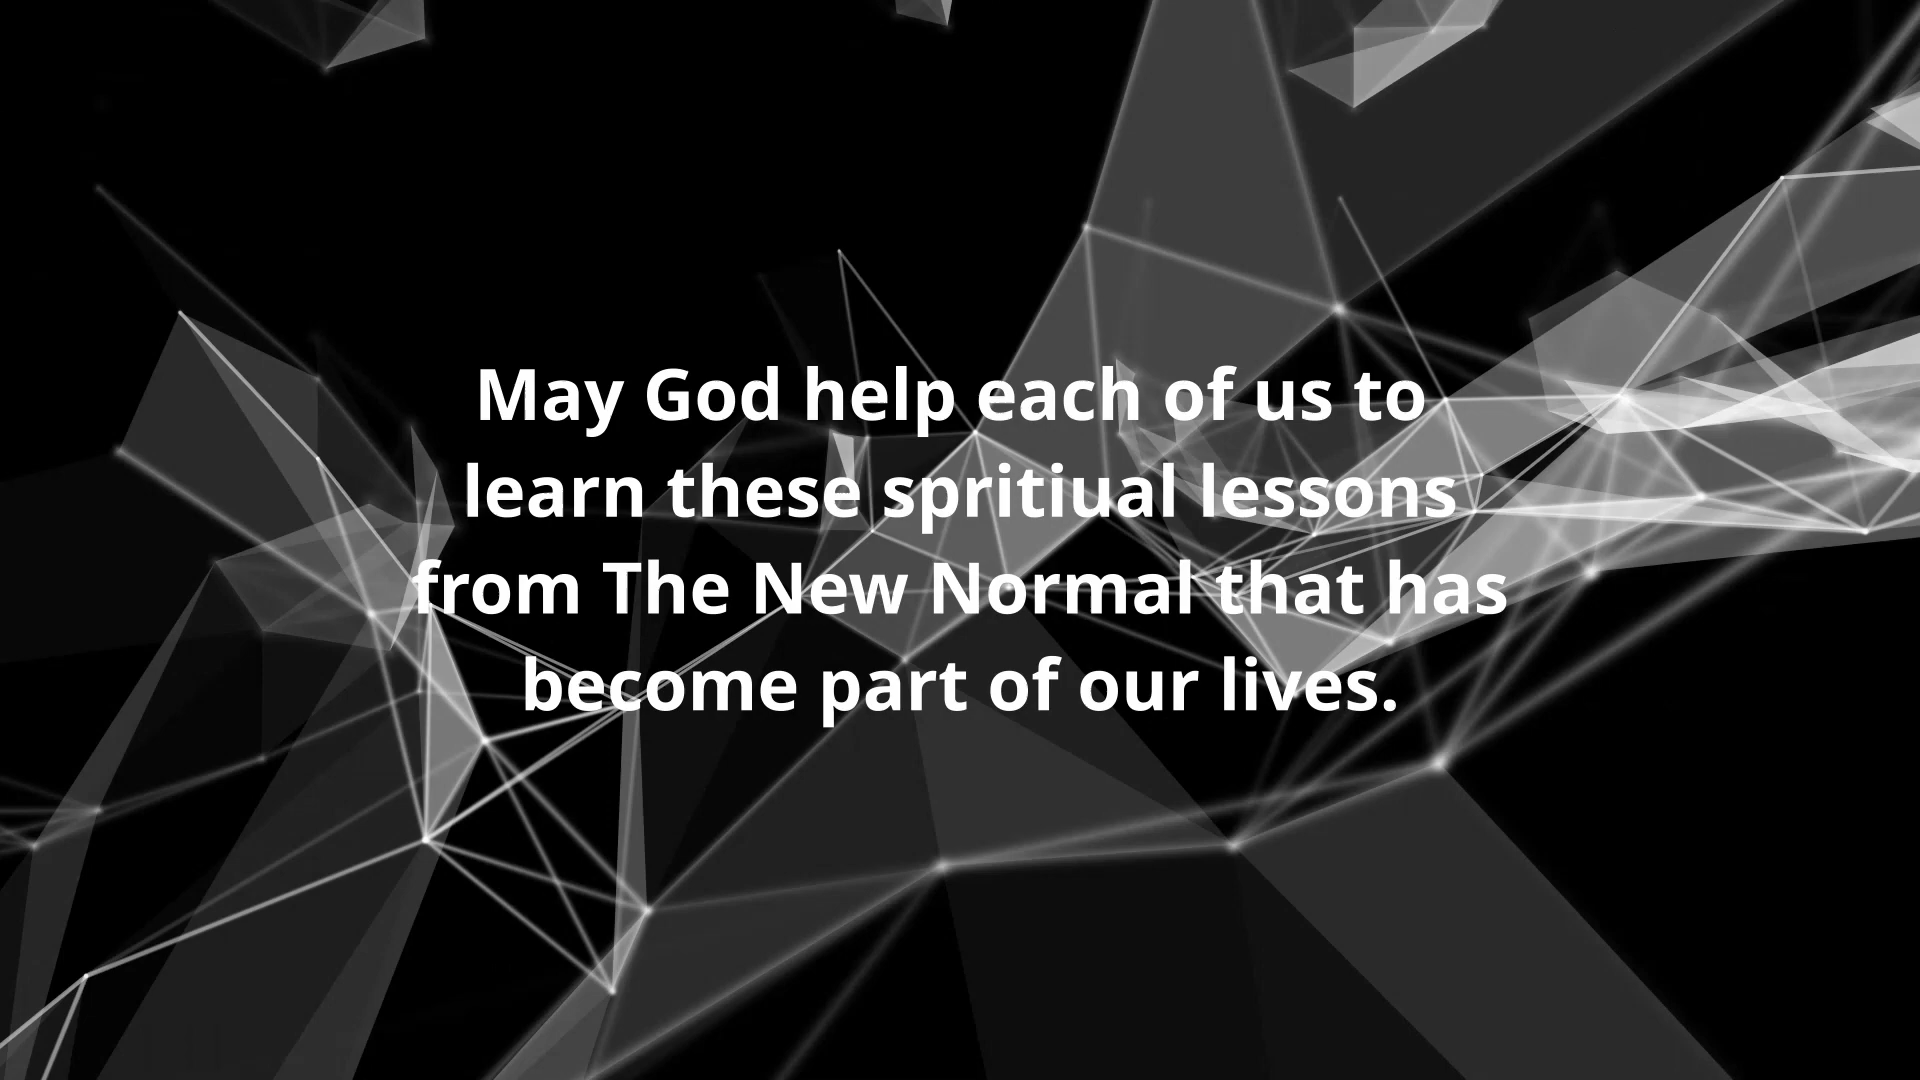 May God help each of us to
learn these spritiual lessons
from The New Normal that has
become part of our lives.